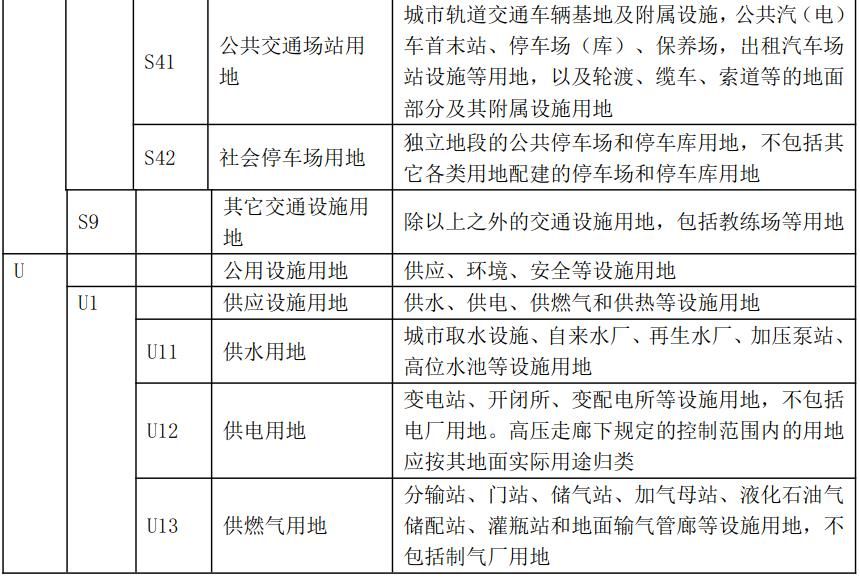 S41
公共交通场站用
地
城市轨道交通车辆基地及附属设施，公共汽（电）
车首末站、停车场（库）、保养场，出租汽车场
站设施等用地，以及轮渡、缆车、索道等的地面
部分及其附属设施用地
S42
社会停车场用地
独立地段的公共停车场和停车库用地，不包括其
它各类用地配建的停车场和停车库用地
S9
其它交通设施用
地
除以上之外的交通设施用地，包括教练场等用地
U
公用设施用地
供应、环境、安全等设施用地
U1
供应设施用地
供水、供电、供燃气和供热等设施用地
U11
供水用地
城市取水设施、自来水厂、再生水厂、加压泵站、
高位水池等设施用地
U12
供电用地
变电站、开闭所、变配电所等设施用地，不包括
电厂用地。高压走廊下规定的控制范围内的用地
应按其地面实际用途归类
U13
供燃气用地
分输站、门站、储气站、加气母站、液化石油气
储配站、灌瓶站和地面输气管廊等设施用地，不
包括制气厂用地